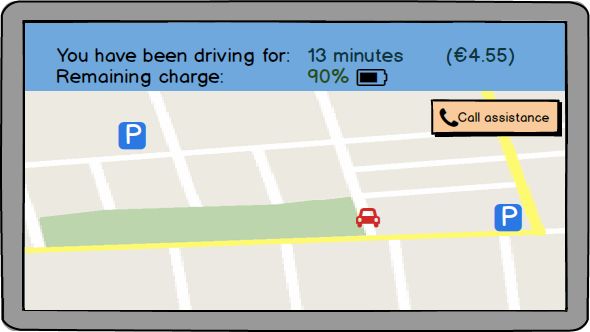 You have been driving for: 13 minutes (€4.55)
Remaining charge: 90%
Call assistance
P
P